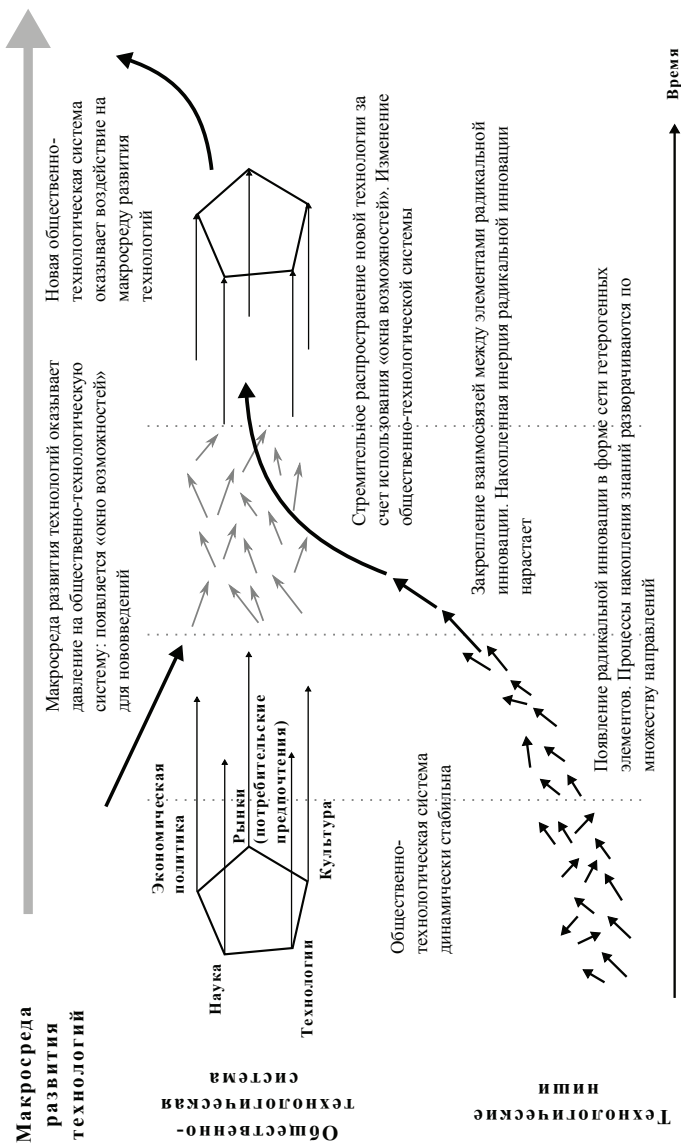 Макросреда
развития
технологий
Макросреда развития технологий оказывает
давление на общественно-технологическую
систему: появляется «окно возможностей»
для нововведений
Новая общественно-
технологическая система
оказывает воздействие на
макросреду развития
технологий
Общественно-
технологическая
система
Экономическая
политика
Наука
Рынки
(потребительские
предпочтения)
Технологии
Культура
Общественно-
технологическая система
динамически стабильна
Стремительное распространение новой технологии за
счет использования «окна возможностей». Изменение
общественно-технологической системы
Закрепление взаимосвязей между элементами радикальной
инновации. Накопленная инерция радикальной инновации
нарастает
Технологические
ниши
Появление радикальной инновации в форме сети гетерогенных
элементов. Процессы накопления знаний разворачиваются по
множеству направлений
Время